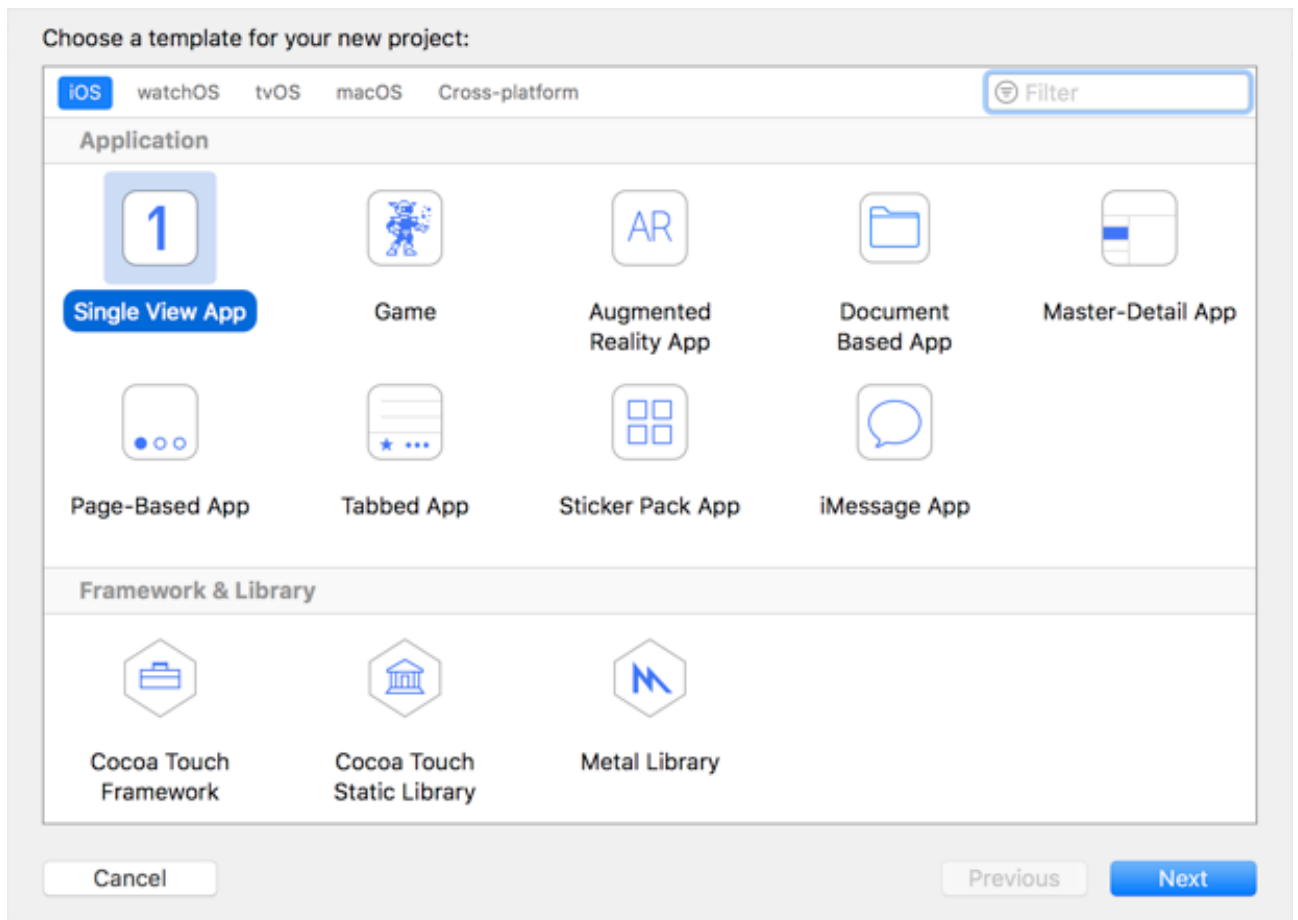 Choose a template for your new project:
iOS watchOS tvOS macOS Cross-platform Filter
Application
1 AR
Single View App Game Augmented Reality App Document Based App Master-Detail App
Page-Based App Tabbed App Sticker Pack App iMessage App
Framework & Library
Cocoa Touch Framework Cocoa Touch Static Library Metal Library
Cancel Previous Next